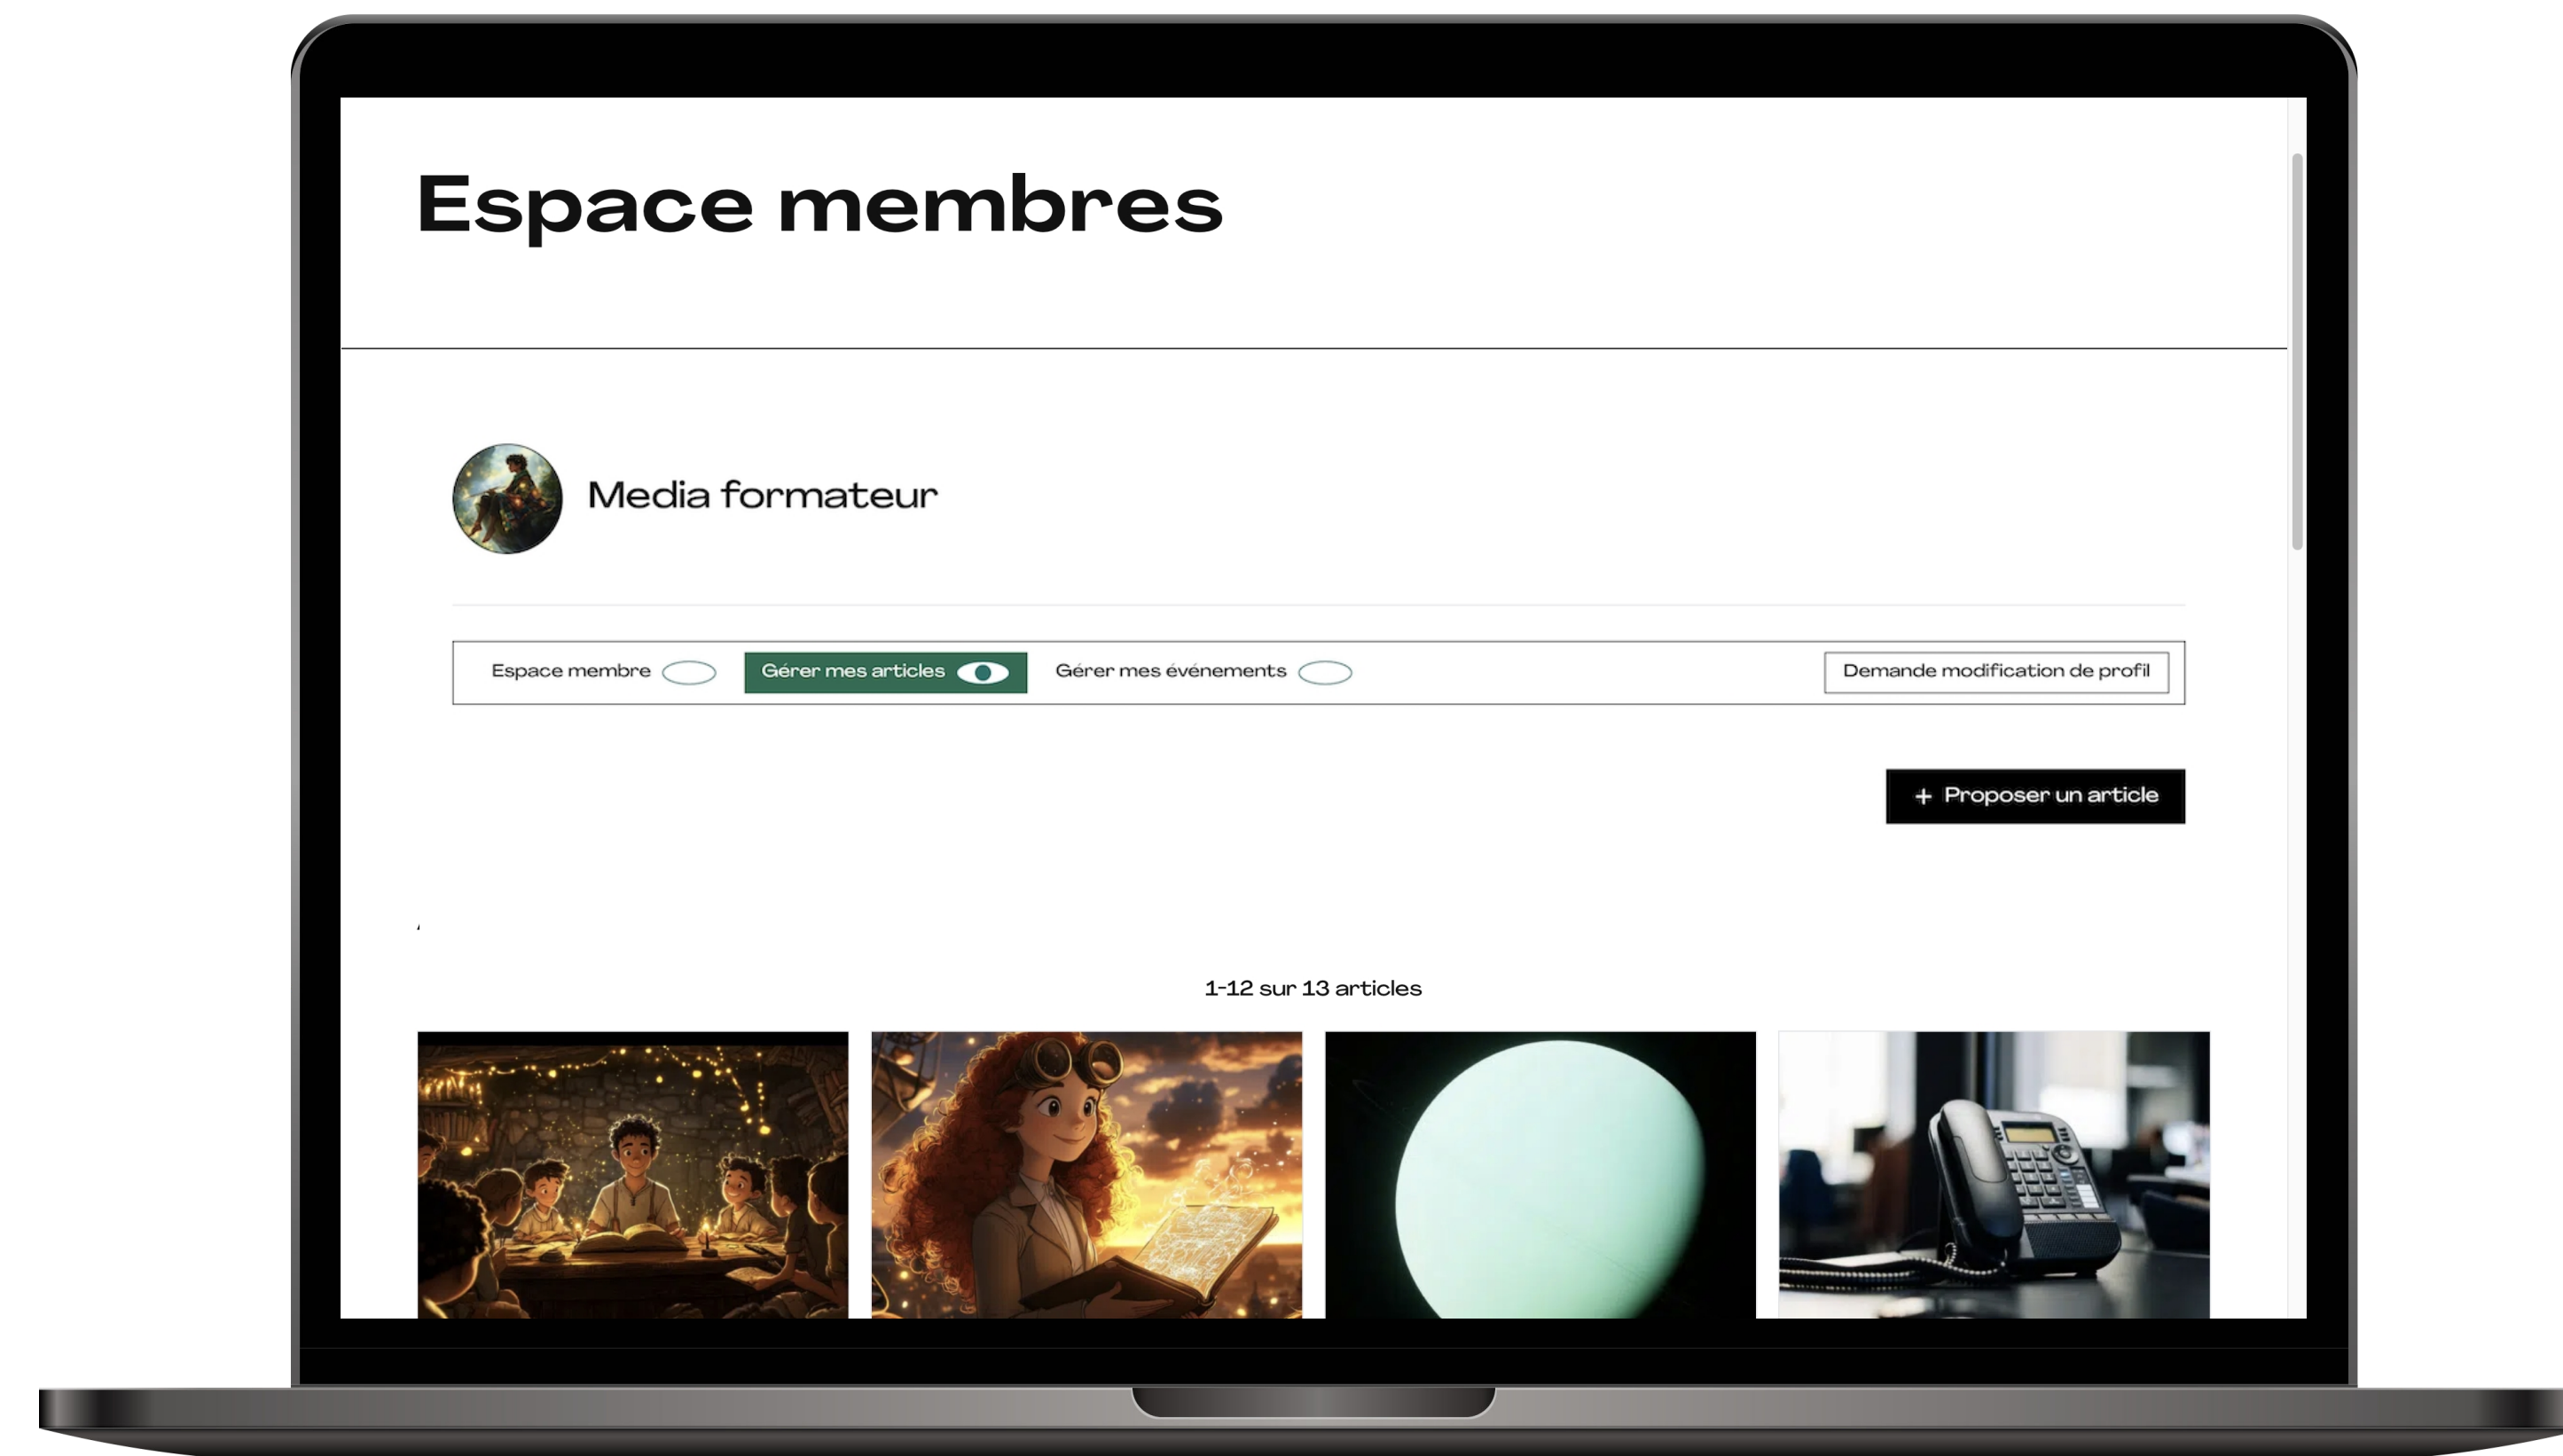 Espace membres
Media formateur
Espace membre
Gérer mes articles
Gérer mes événements
Demande modification de profil
+ Proposer un article
1-12 sur 13 articles